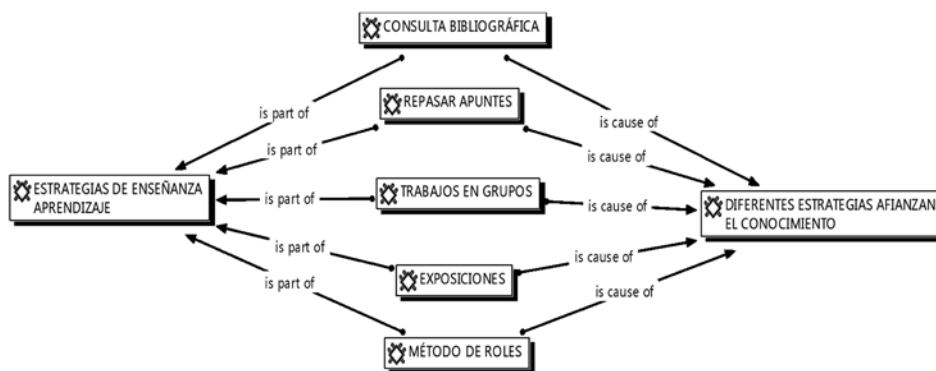 CONSULTA BIBLIOGRÁFICA
is part of
is cause of
REPASAR APUNTES
is part of
is cause of
ESTRATEGIAS DE ENSEÑANZA
APRENDIZAJE
is part of
TRABAJOS EN GRUPOS
is cause of
DIFERENTES ESTRATEGIAS AFIANZAN
EL CONOCIMIENTO
is part of
EXPOSICIONES
is cause of
is part of
is cause of
MÉTODO DE ROLES